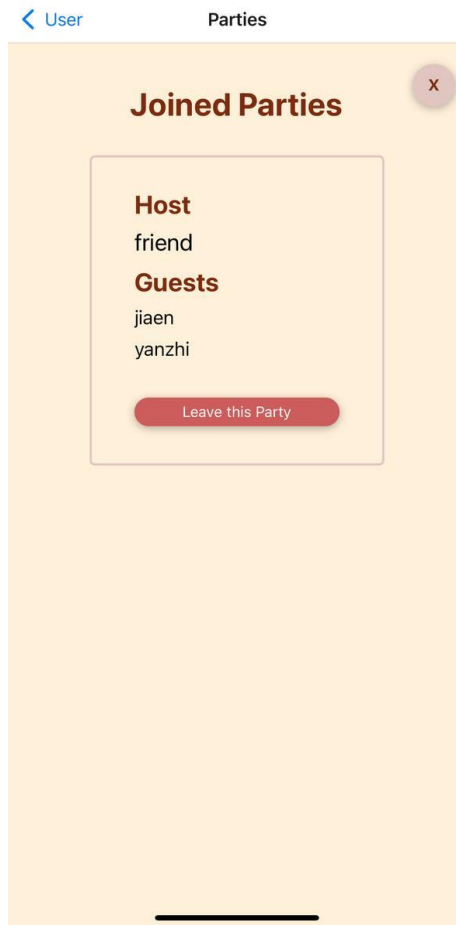 User
Parties
X
Joined Parties
Host
friend
Guests
jiaen
yanzhi
Leave this Party